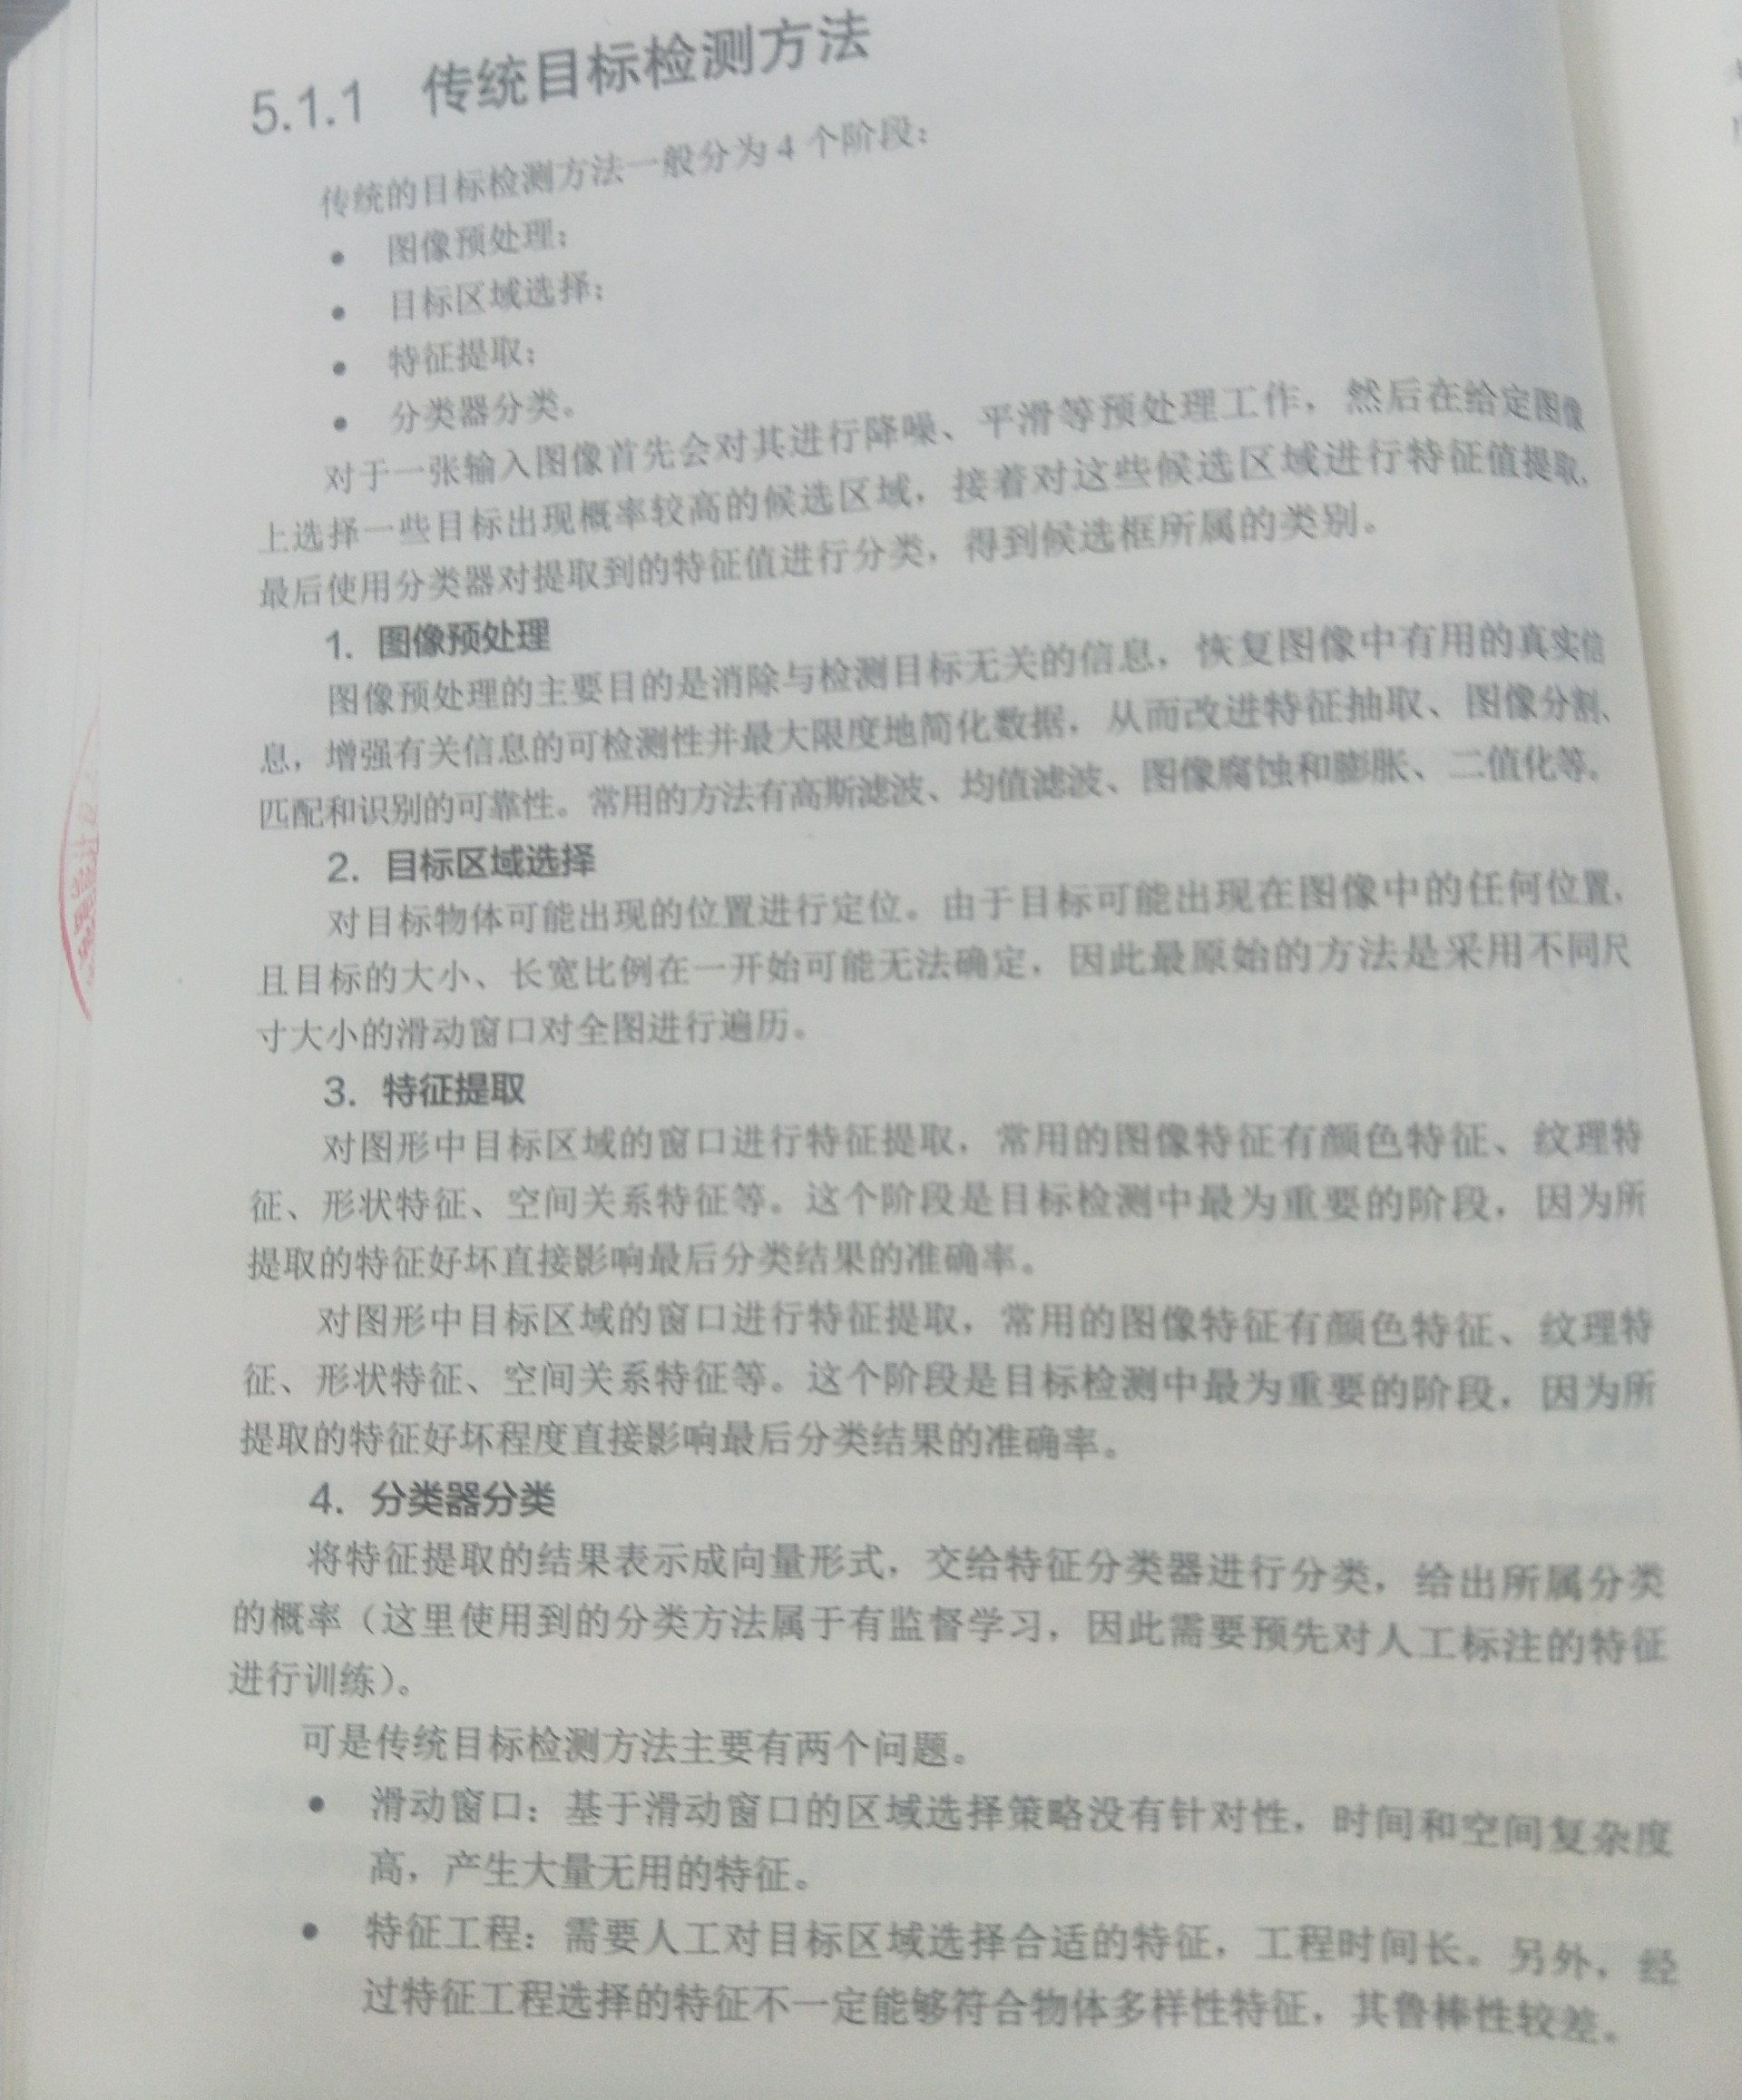 5.1.1 传统目标检测方法
传统的目标检测方法一般分为4个阶段：
• 图像预处理；
• 目标区域选择；
• 特征提取；
• 分类器分类。
对于一张输入图像首先会对其进行降噪、平滑等预处理工作，然后在给定图像
上选择一些目标出现概率较高的候选区域，接着对这些候选区域进行特征值提取，
最后使用分类器对提取到的特征值进行分类，得到候选框所属的类别。
1. 图像预处理
图像预处理的主要目的是消除与检测目标无关的信息，恢复图像中有用的真实信
息，增强有关信息的可检测性并最大限度地简化数据，从而改进特征抽取、图像分割、
匹配和识别的可靠性。常用的方法有高斯滤波、均值滤波、图像腐蚀和膨胀、二值化等。
2. 目标区域选择
对目标物体可能出现的位置进行定位。由于目标可能出现在图像中的任何位置，
且目标的大小、长宽比例在一开始可能无法确定，因此最原始的方法是采用不同尺
寸大小的滑动窗口对全图进行遍历。
3. 特征提取
对图形中目标区域的窗口进行特征提取，常用的图像特征有颜色特征、纹理特
征、形状特征、空间关系特征等。这个阶段是目标检测中最为重要的阶段，因为所
提取的特征好坏直接影响最后分类结果的准确率。
对图形中目标区域的窗口进行特征提取，常用的图像特征有颜色特征、纹理特
征、形状特征、空间关系特征等。这个阶段是目标检测中最为重要的阶段，因为所
提取的特征好坏程度直接影响最后分类结果的准确率。
4. 分类器分类
将特征提取的结果表示成向量形式，交给特征分类器进行分类，给出所属分类
的概率（这里使用到的分类方法属于有监督学习，因此需要预先对人工标注的特征
进行训练）。
可是传统目标检测方法主要有两个问题。
• 滑动窗口：基于滑动窗口的区域选择策略没有针对性，时间和空间复杂度
高，产生大量无用的特征。
• 特征工程：需要人工对目标区域选择合适的特征，工程时间长。另外，经
过特征工程选择的特征不一定能够符合物体多样性特征，其鲁棒性较差。